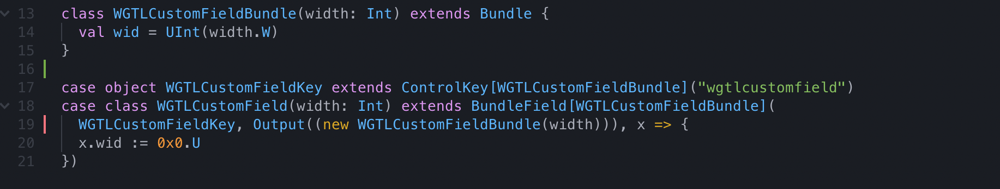 13 class WGTLCustomFieldBundle(width: Int) extends Bundle {
14   val wid = UInt(width.W)
15 }
16
17 case object WGTLCustomFieldKey extends ControlKey[WGTLCustomFieldBundle]("wgtlcustomfield")
18 case class WGTLCustomField(width: Int) extends BundleField[WGTLCustomFieldBundle](
19   WGTLCustomFieldKey, Output((new WGTLCustomFieldBundle(width))), x => {
20   x.wid := 0x0.U
21 })